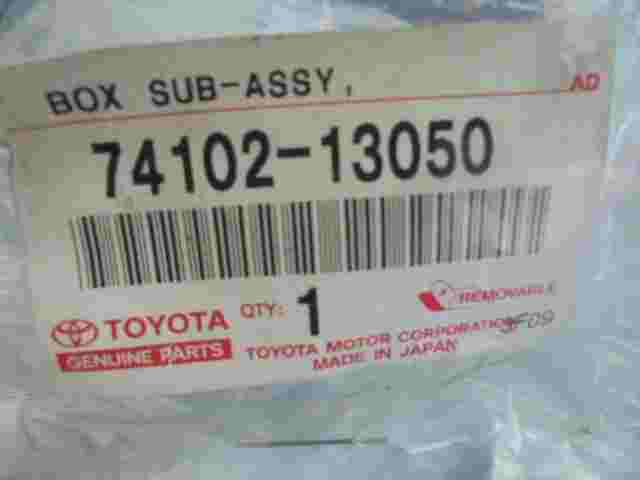 BOX SUB-ASSY,
AD
74102-13050
TOYOTA QTY: 1 REMOVABLE
GENUINE PARTS TOYOTA MOTOR CORPORATION
MADE IN JAPAN